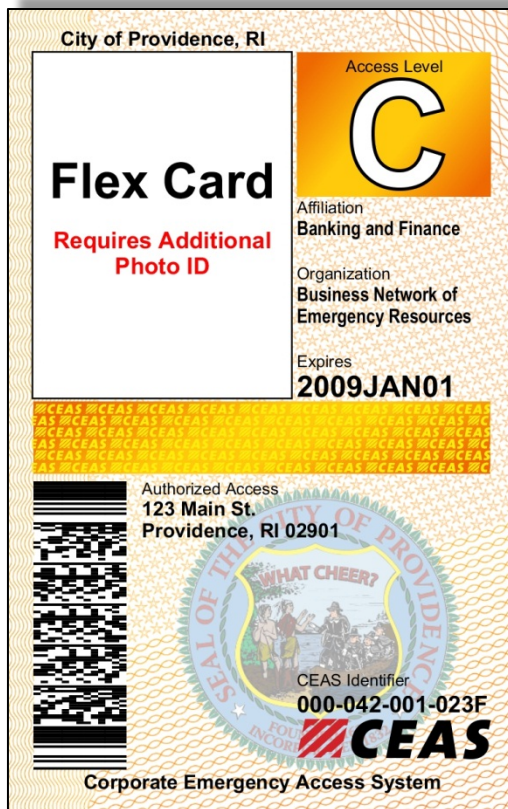 City of Providence, RI
Access Level
C
Flex Card
Requires Additional
Photo ID
Affiliation
Banking and Finance
Organization
Business Network of
Emergency Resources
Expires
2009JAN01
CEAS CEAS CEAS CEAS CEAS CEAS CEAS CEAS CEAS
Authorized Access
123 Main St.
Providence, RI 02901
SEAL OF THE CITY OF PROVIDENCE
WHAT CHEER?
CEAS Identifier
000-042-001-023F
CEAS
Corporate Emergency Access System